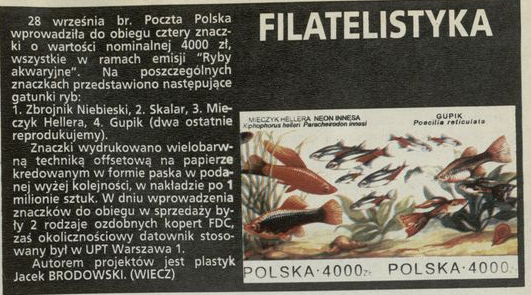 28 września br. Poczta Polska
wprowadziła do obiegu cztery znacz-
ki o wartości nominalnej 4000 zł,
wszystkie w ramach emisji "Ryby
akwaryjne". Na poszczególnych
znaczkach przedstawiono następujące
gatunki ryb:
1. Zbrojnik Niebieski, 2. Skalar, 3. Mie-
czyk Hellera, 4. Gupik (dwa ostatnie
reprodukujemy).
Znaczki wydrukowano wielobarw-
ną techniką offsetową na papierze
kredowanym w formie paska w poda-
nej wyżej kolejności, w nakładzie po 1
milionie sztuk. W dniu wprowadzenia
znaczków do obiegu w sprzedaży by-
ły 2 rodzaje ozdobnych kopert FDC,
zaś okolicznościowy datownik stoso-
wany był w UPT Warszawa 1.
Autorem projektów jest plastyk
Jacek BRODOWSKI. (WIECZ)
FILATELISTYKA
MIECZYK HELLERA NEON INNESA
Xiphophorus helleri Paracheirodon innesi
GUPIK
Poecilia reticulata
POLSKA·4000zł
POLSKA·4000zł